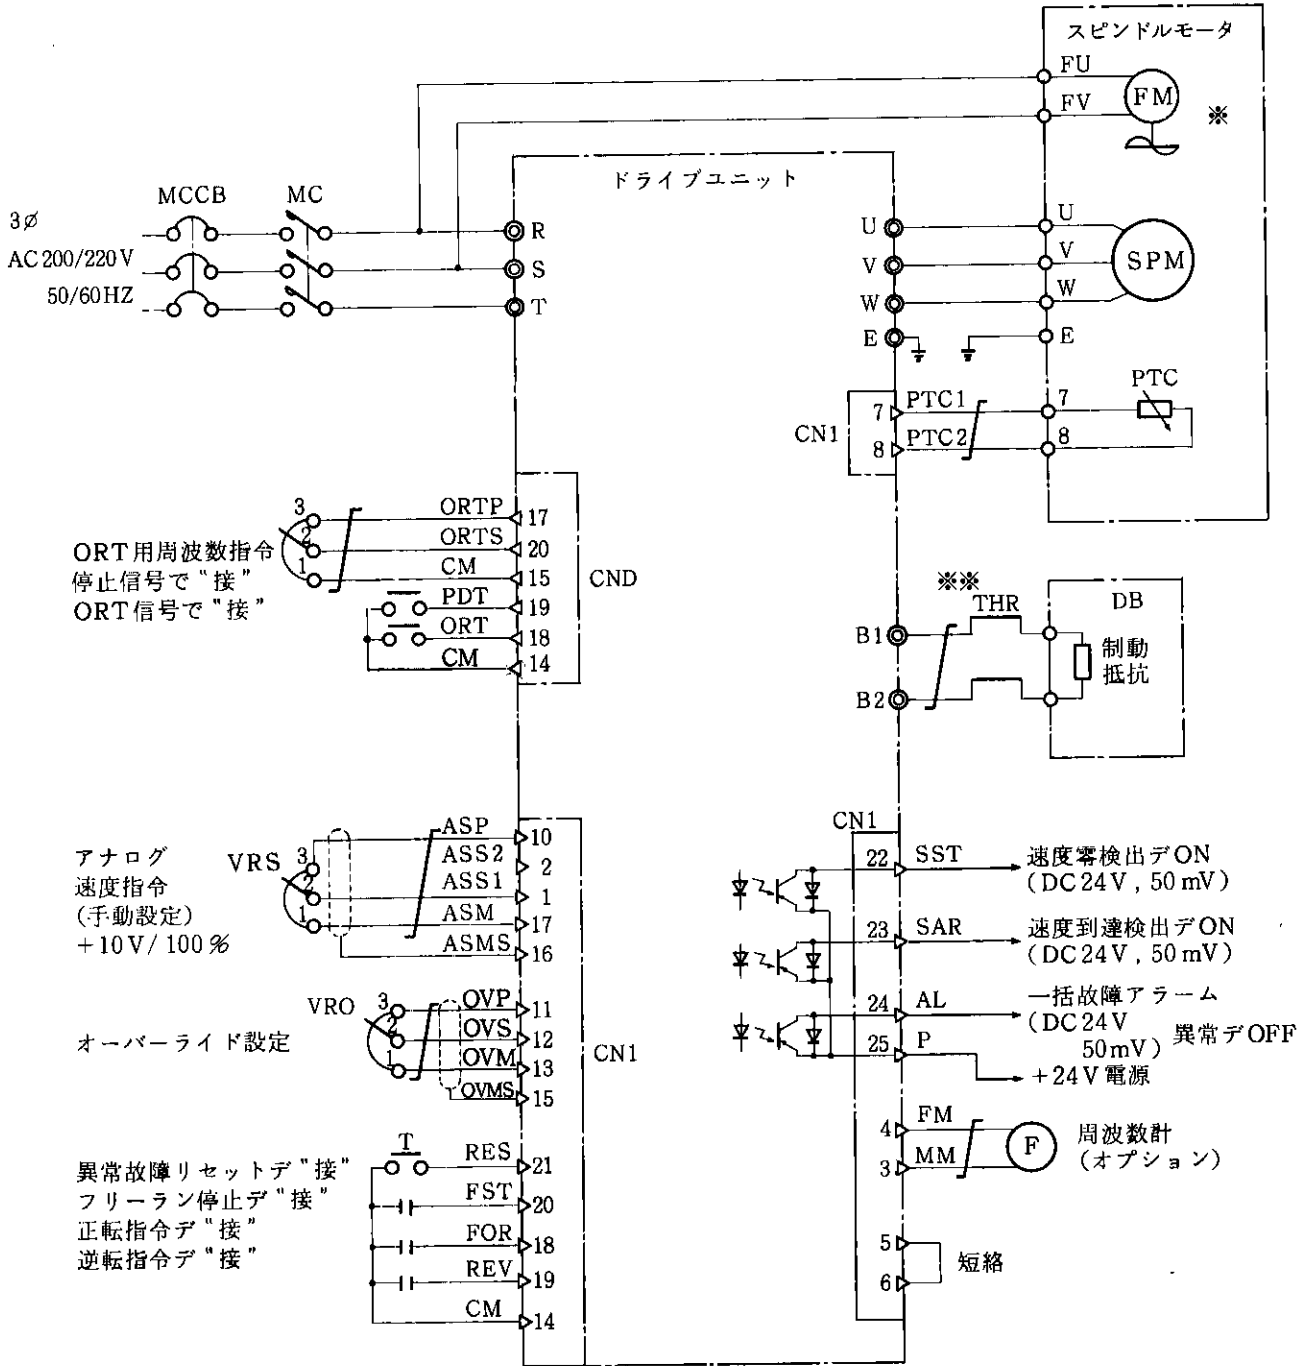 スピンドルモータ
FU
FV
FM
※
ドライブユニット
MCCB
MC
3φ
AC200/220V
50/60HZ
R
S
T
U
V
W
E
U
V
W
E
SPM
PTC
CN1
7
PTC1
7
8
PTC2
8
ORT用周波数指令
停止信号で"接"
ORT信号で"接"
3
2
1
ORTP
17
ORTS
20
CM
15
PDT
19
ORT
18
CM
14
CND
※※
THR
DB
B1
B2
制動
抵抗
アナログ
速度指令
(手動設定)
+10V/100%
VRS
3
2
1
ASP
10
ASS2
2
ASS1
1
ASM
17
ASMS
16
オーバーライド設定
VRO
3
2
1
OVP
11
OVS
12
OVM
13
OVMS
15
CN1
異常故障リセットデ"接"
フリーラン停止デ"接"
正転指令デ"接"
逆転指令デ"接"
T
RES
21
FST
20
FOR
18
REV
19
CM
14
CN1
22
SST
速度零検出デON
(DC24V,50mV)
23
SAR
速度到達検出デON
(DC24V,50mV)
24
AL
一括故障アラーム
(DC24V
50mV)
異常デOFF
25
P
+24V電源
4
FM
3
MM
F
周波数計
(オプション)
5
6
短絡